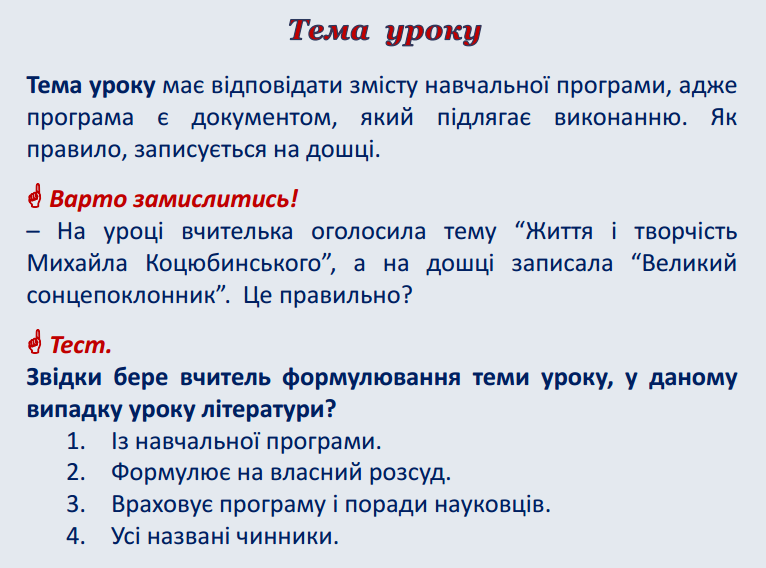 Тема уроку
Тема уроку має відповідати змісту навчальної програми, адже
програма є документом, який підлягає виконанню. Як
правило, записується на дошці.
☝ Варто замислитись!
– На уроці вчителька оголосила тему “Життя і творчість
Михайла Коцюбинського”, а на дошці записала “Великий
сонцепоклонник”. Це правильно?
☝ Тест.
Звідки бере вчитель формулювання теми уроку, у даному
випадку уроку літератури?
1. Із навчальної програми.
2. Формулює на власний розсуд.
3. Враховує програму і поради науковців.
4. Усі названі чинники.